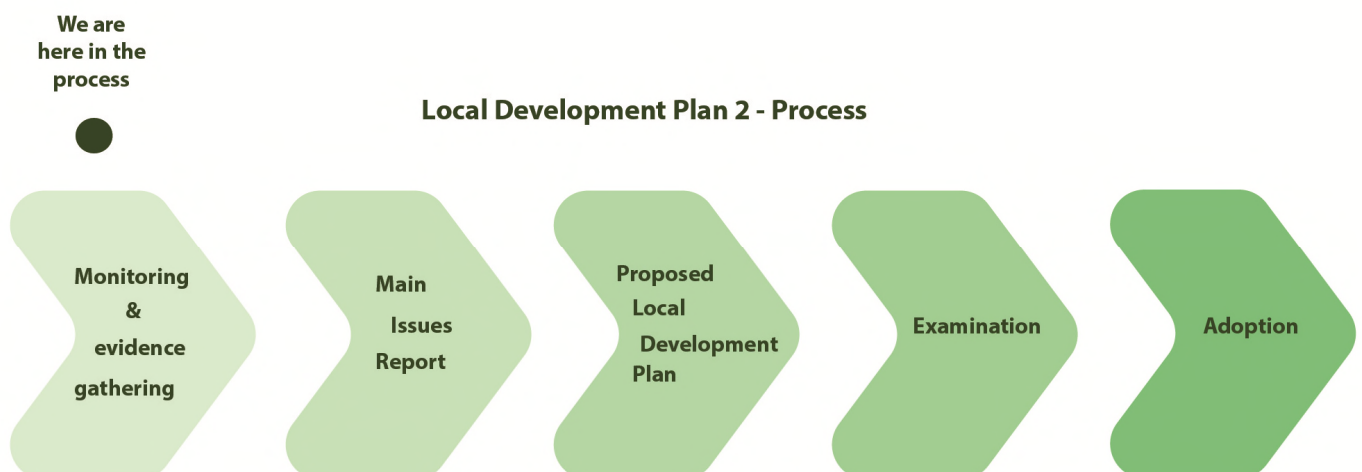 We are
here in the
process
Local Development Plan 2 - Process
Monitoring
&
evidence
gathering
Main
Issues
Report
Proposed
Local
Development
Plan
Examination
Adoption